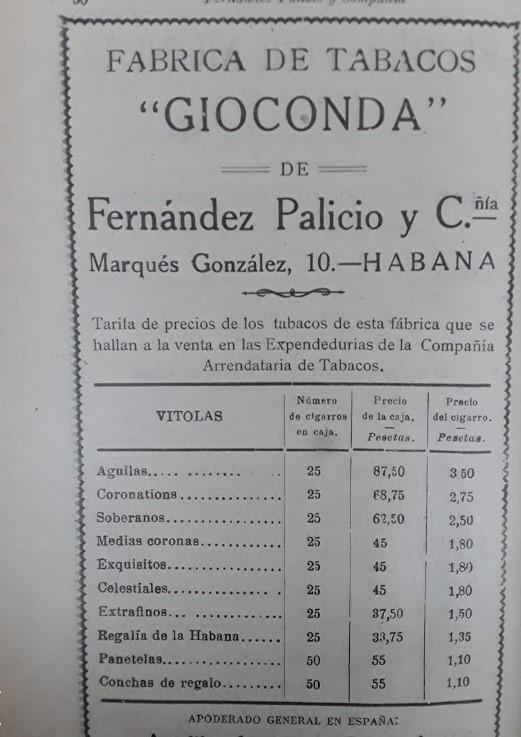 Fernández Palicio y Compañía
FABRICA DE TABACOS
“GIOCONDA”
DE
Fernández Palicio y C.ñía
Marqués González, 10.—HABANA
Tarifa de precios de los tabacos de esta fábrica que se
hallan a la venta en las Expendedurias de la Compañía
Arrendataria de Tabacos.
VITOLAS | Número de cigarros en caja. | Precio de la caja. — Pesetas. | Precio del cigarro. — Pesetas.
Aguilas..... ......... .. 25 87,50 3,50
Coronations............... 25 68,75 2,75
Soberanos................. 25 62,50 2,50
Medias coronas............ 25 45 1,80
Exquisitos................ 25 45 1,80
Celestiales............... 25 45 1,80
Extrafinos... ............ 25 37,50 1,50
Regalía de la Habana...... 25 33,75 1,35
Panetelas................. 50 55 1,10
Conchas de regalo......... 50 55 1,10
APODERADO GENERAL EN ESPAÑA: